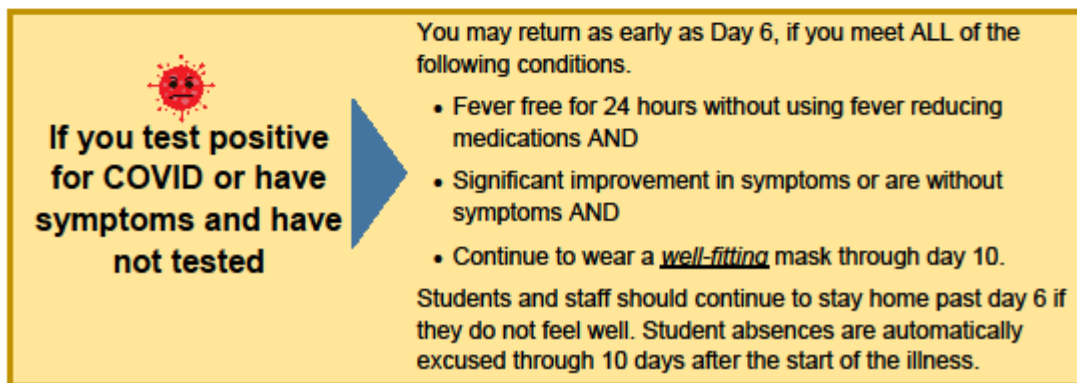 If you test positive
for COVID or have
symptoms and have
not tested
You may return as early as Day 6, if you meet ALL of the
following conditions.
• Fever free for 24 hours without using fever reducing
medications AND
• Significant improvement in symptoms or are without
symptoms AND
• Continue to wear a well-fitting mask through day 10.
Students and staff should continue to stay home past day 6 if
they do not feel well. Student absences are automatically
excused through 10 days after the start of the illness.